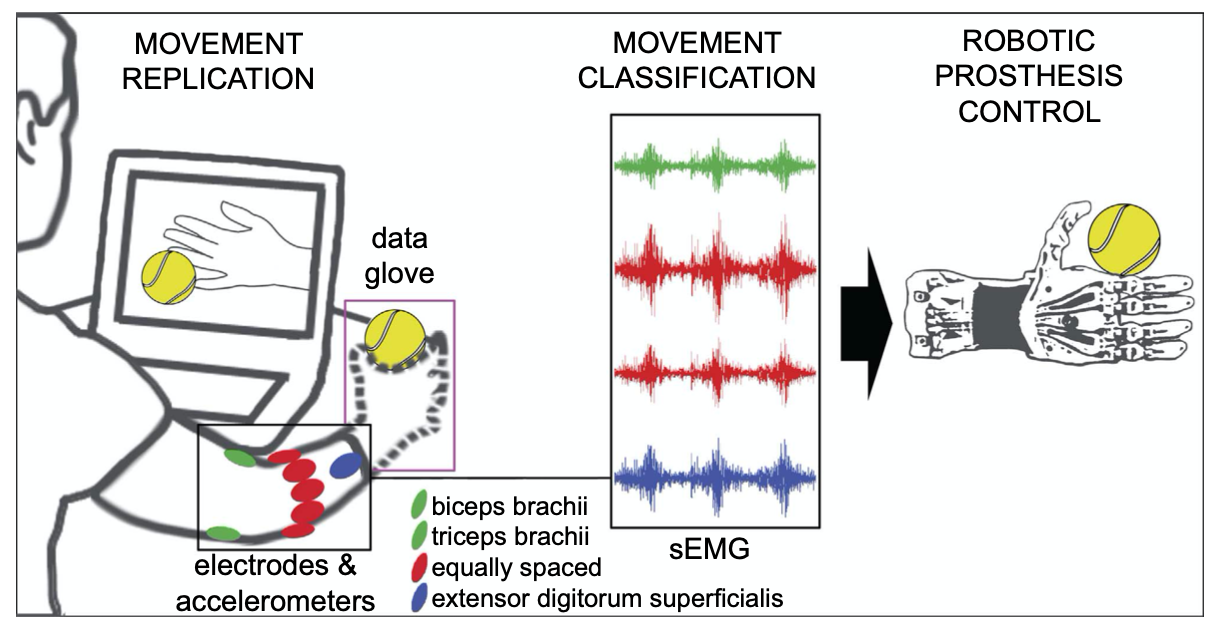 MOVEMENT
REPLICATION
MOVEMENT
CLASSIFICATION
ROBOTIC
PROSTHESIS
CONTROL
data
glove
biceps brachii
triceps brachii
equally spaced
extensor digitorum superficialis
electrodes &
accelerometers
sEMG